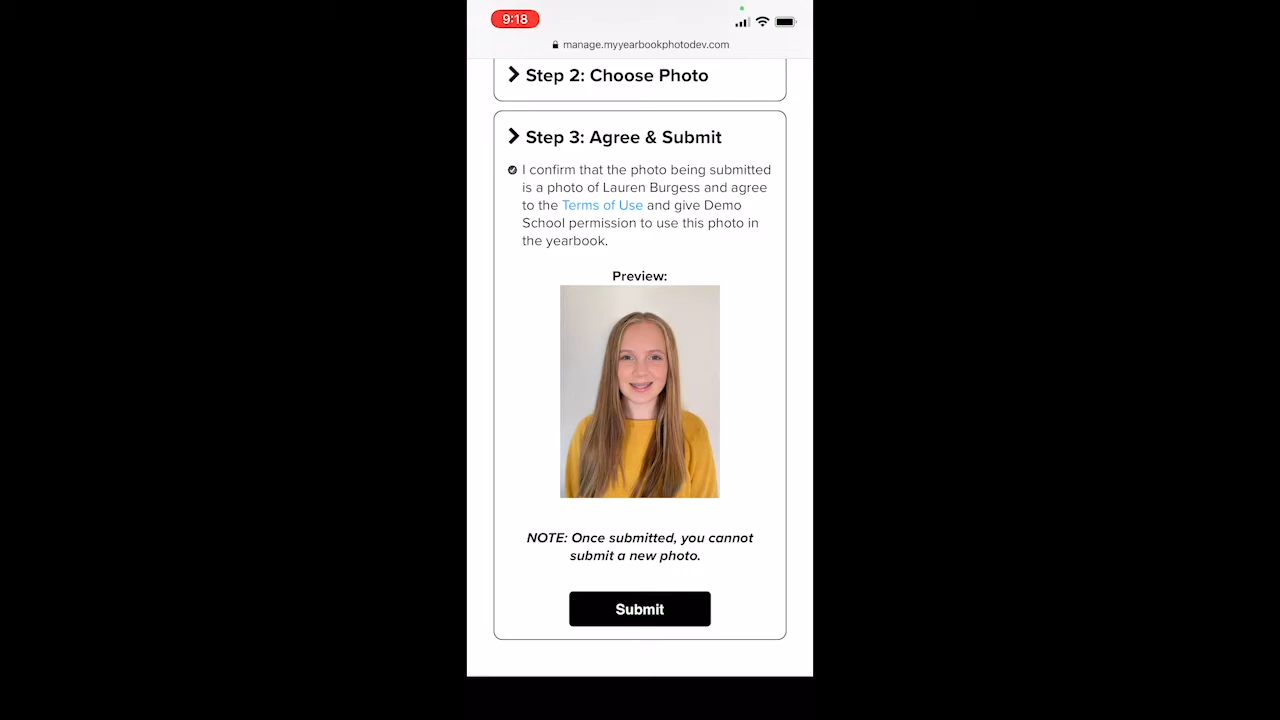 9:18
manage.myyearbookphotodev.com
Step 2: Choose Photo
Step 3: Agree & Submit
I confirm that the photo being submitted
is a photo of Lauren Burgess and agree
to the Terms of Use and give Demo
School permission to use this photo in
the yearbook.
Preview:
NOTE: Once submitted, you cannot
submit a new photo.
Submit